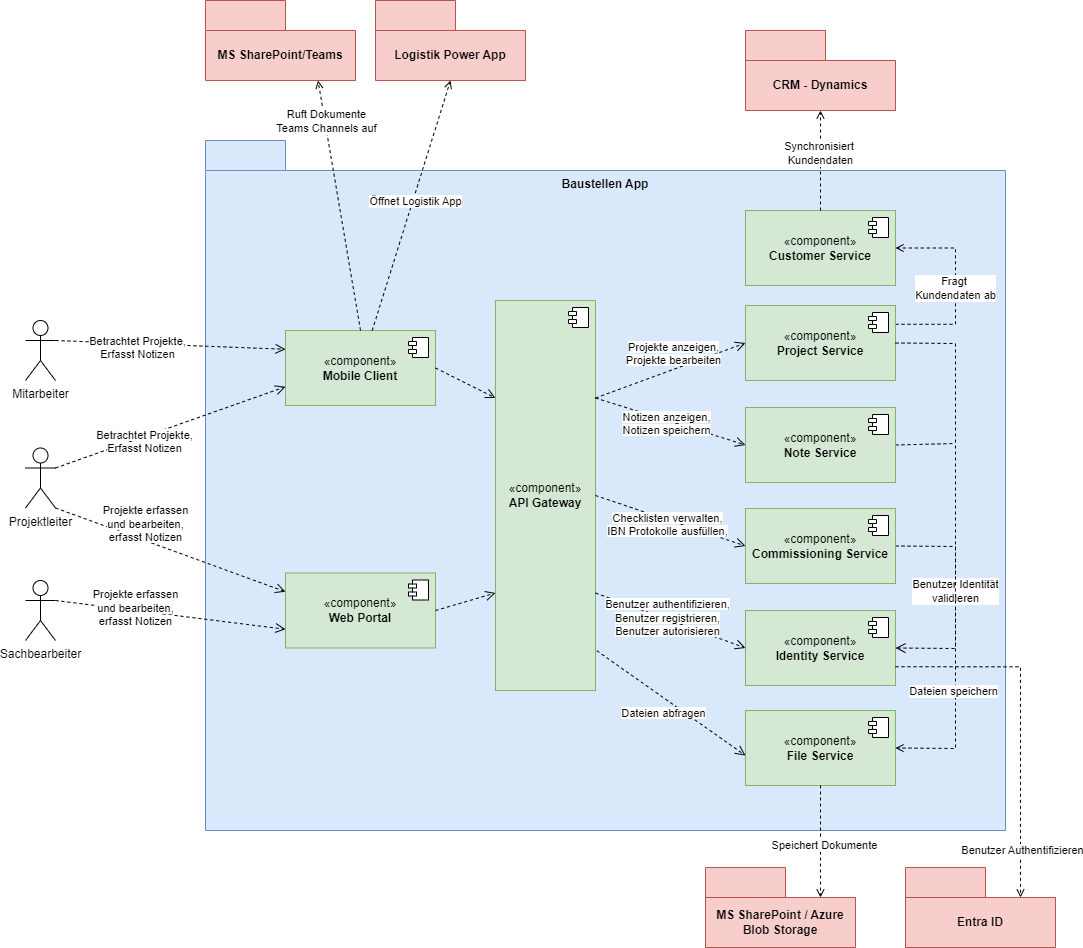 MS SharePoint/Teams
Logistik Power App
CRM - Dynamics
Ruft Dokumente
Teams Channels auf
Synchronisiert
Kundendaten
Baustellen App
Öffnet Logistik App
«component»
Customer Service
Fragt
Kundendaten ab
Mitarbeiter
Betrachtet Projekte,
Erfasst Notizen
«component»
Mobile Client
Projekte anzeigen,
Projekte bearbeiten
«component»
Project Service
Projektleiter
Betrachtet Projekte,
Erfasst Notizen
Notizen anzeigen,
Notizen speichern,
«component»
Note Service
«component»
API Gateway
Projekte erfassen
und bearbeiten,
erfasst Notizen
Checklisten verwalten,
IBN Protokolle ausfüllen,
«component»
Commissioning Service
Benutzer Identität
validieren
Sachbearbeiter
Projekte erfassen
und bearbeiten,
erfasst Notizen
«component»
Web Portal
Benutzer authentifizieren,
Benutzer registrieren,
Benutzer autorisieren
«component»
Identity Service
Dateien speichern
Dateien abfragen
«component»
File Service
Speichert Dokumente
Benutzer Authentifizieren
MS SharePoint / Azure
Blob Storage
Entra ID